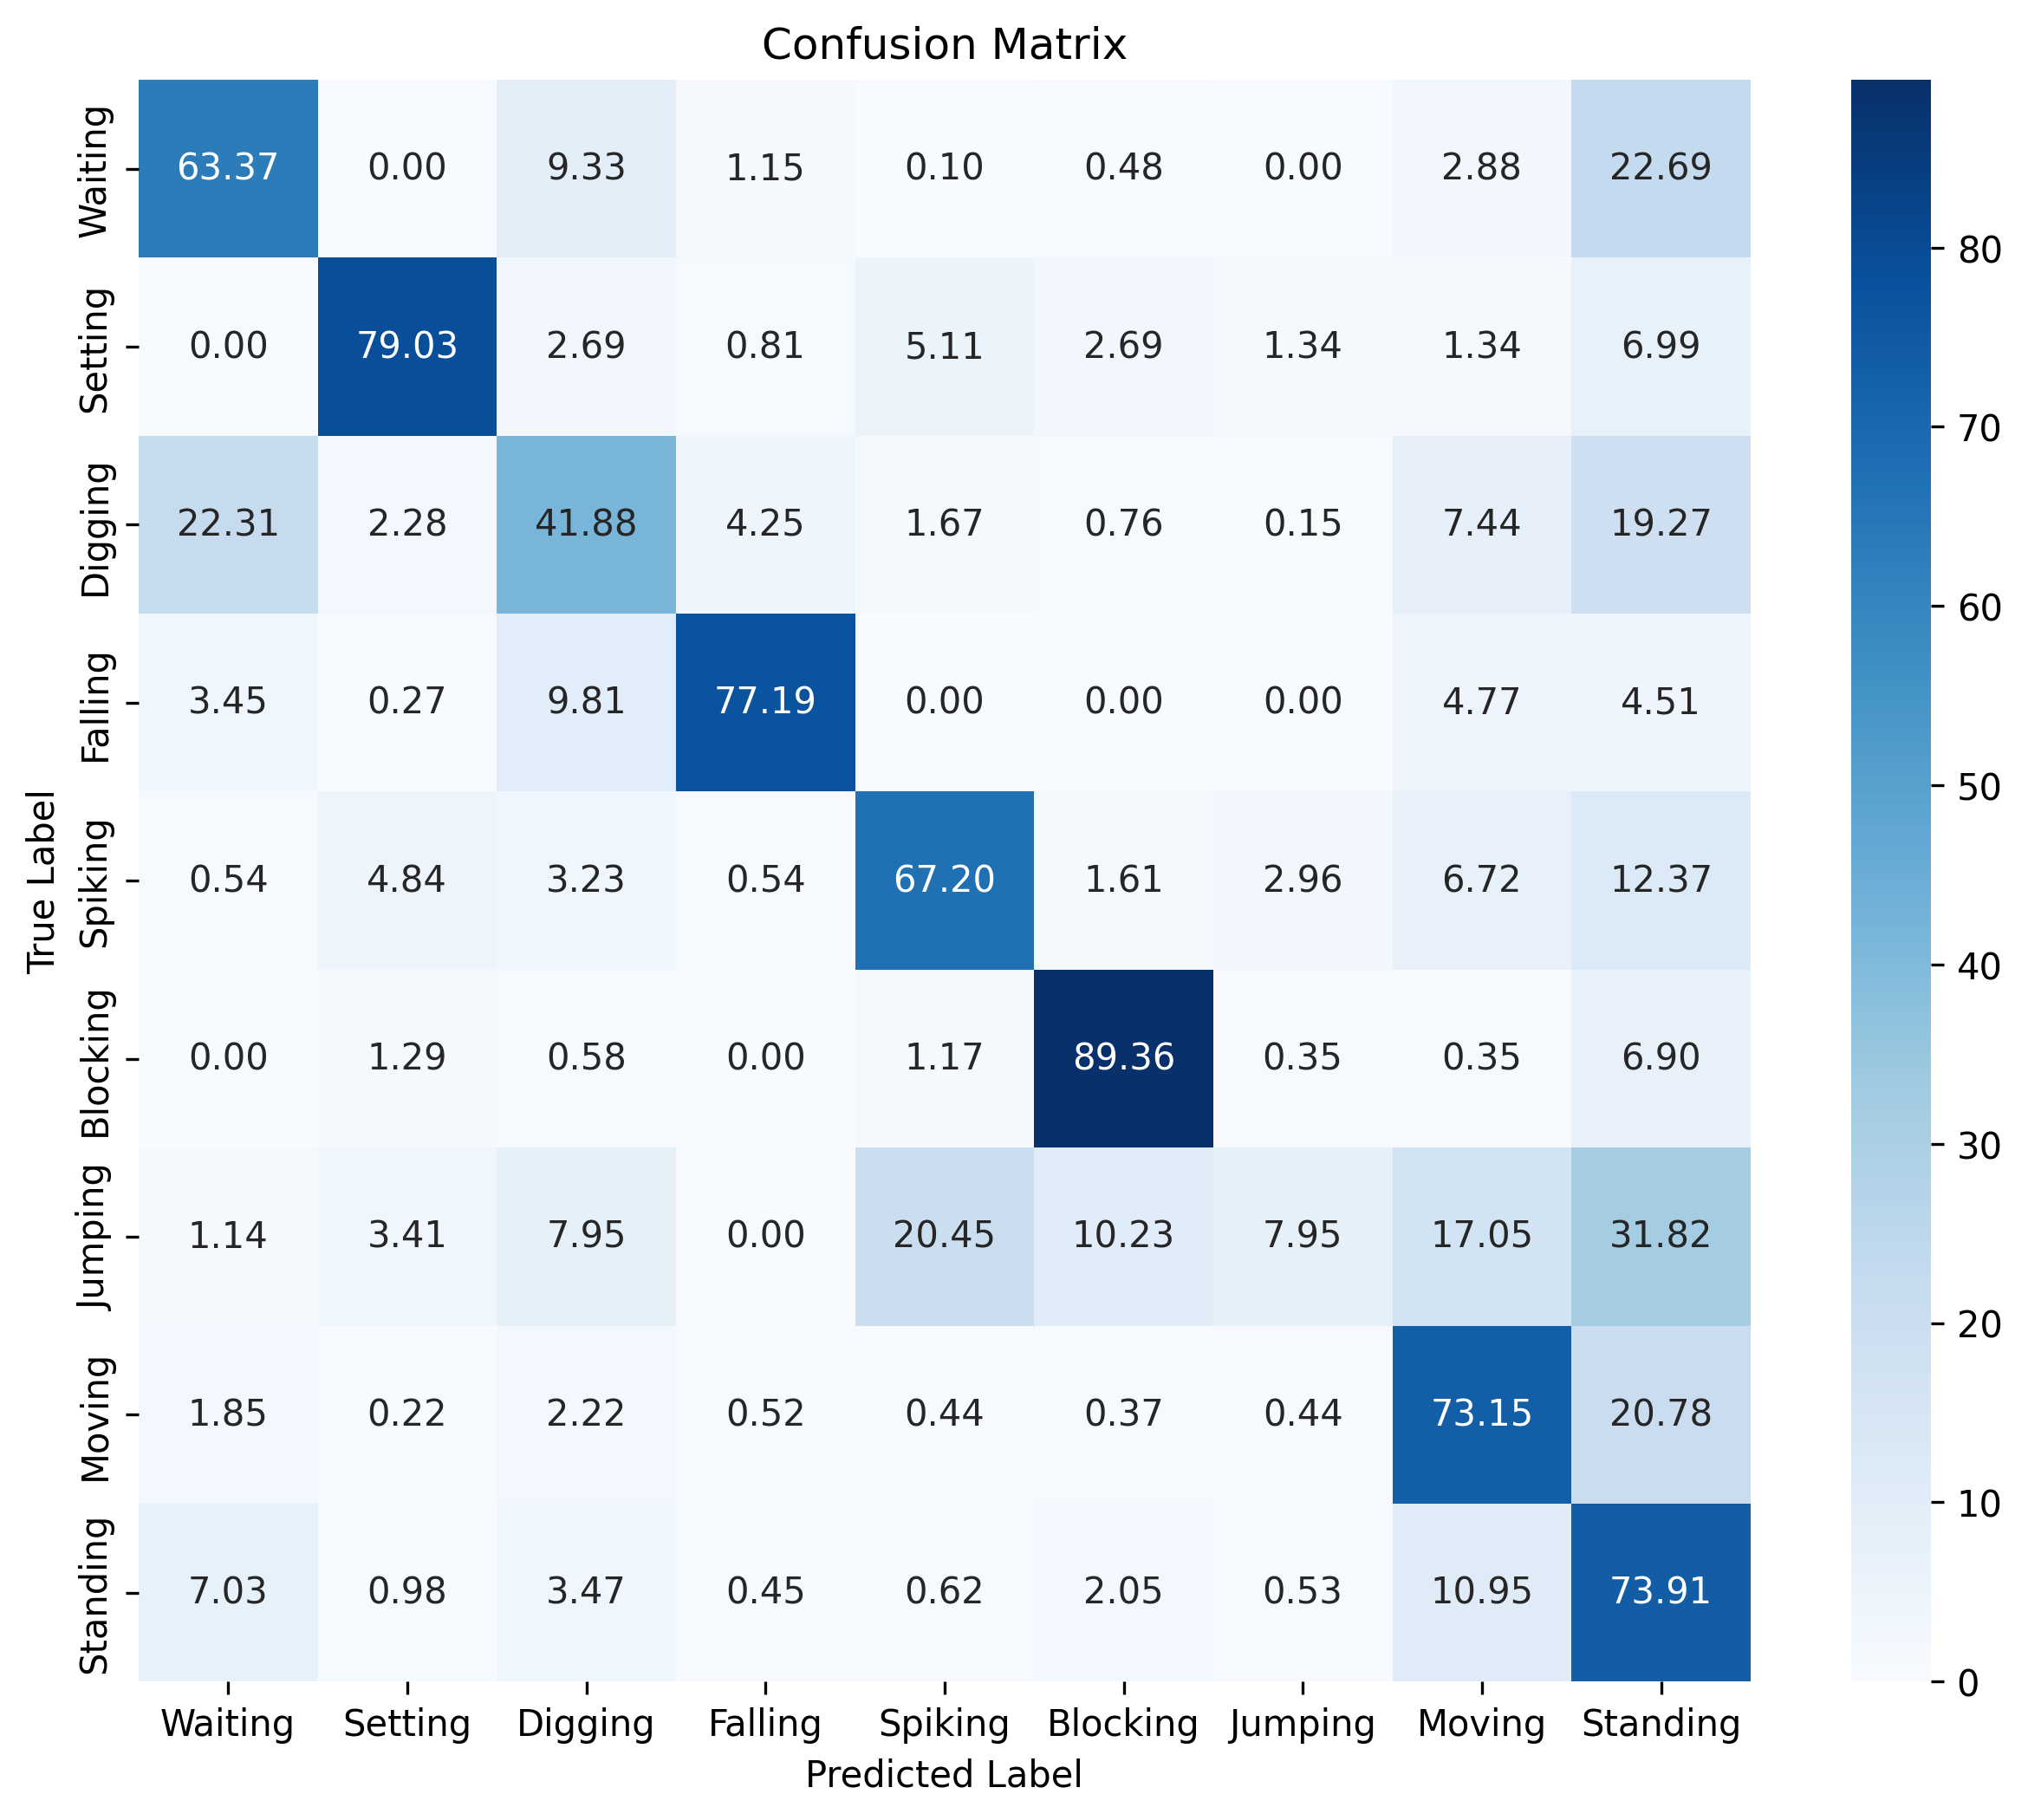 Confusion Matrix
True Label
Waiting 63.37 0.00 9.33 1.15 0.10 0.48 0.00 2.88 22.69
Setting 0.00 79.03 2.69 0.81 5.11 2.69 1.34 1.34 6.99
Digging 22.31 2.28 41.88 4.25 1.67 0.76 0.15 7.44 19.27
Falling 3.45 0.27 9.81 77.19 0.00 0.00 0.00 4.77 4.51
Spiking 0.54 4.84 3.23 0.54 67.20 1.61 2.96 6.72 12.37
Blocking 0.00 1.29 0.58 0.00 1.17 89.36 0.35 0.35 6.90
Jumping 1.14 3.41 7.95 0.00 20.45 10.23 7.95 17.05 31.82
Moving 1.85 0.22 2.22 0.52 0.44 0.37 0.44 73.15 20.78
Standing 7.03 0.98 3.47 0.45 0.62 2.05 0.53 10.95 73.91
Waiting Setting Digging Falling Spiking Blocking Jumping Moving Standing
Predicted Label
80
70
60
50
40
30
20
10
0